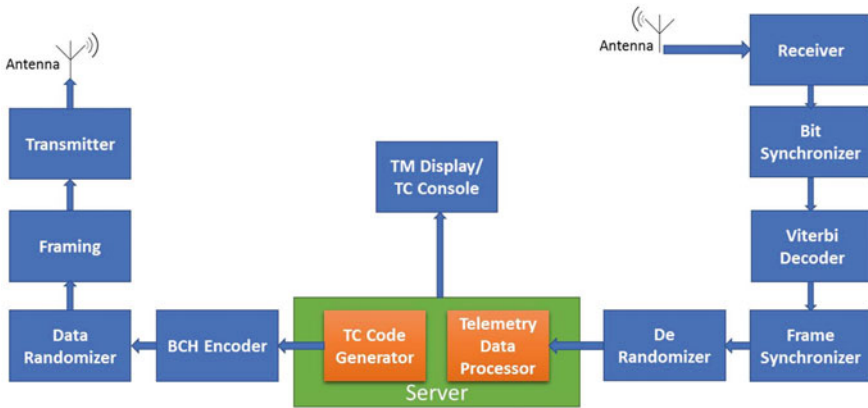 Antenna
Transmitter
Framing
Data
Randomizer
BCH Encoder
TM Display/
TC Console
TC Code
Generator
Telemetry
Data
Processor
Server
Antenna
Receiver
Bit
Synchronizer
Viterbi
Decoder
Frame
Synchronizer
De
Randomizer